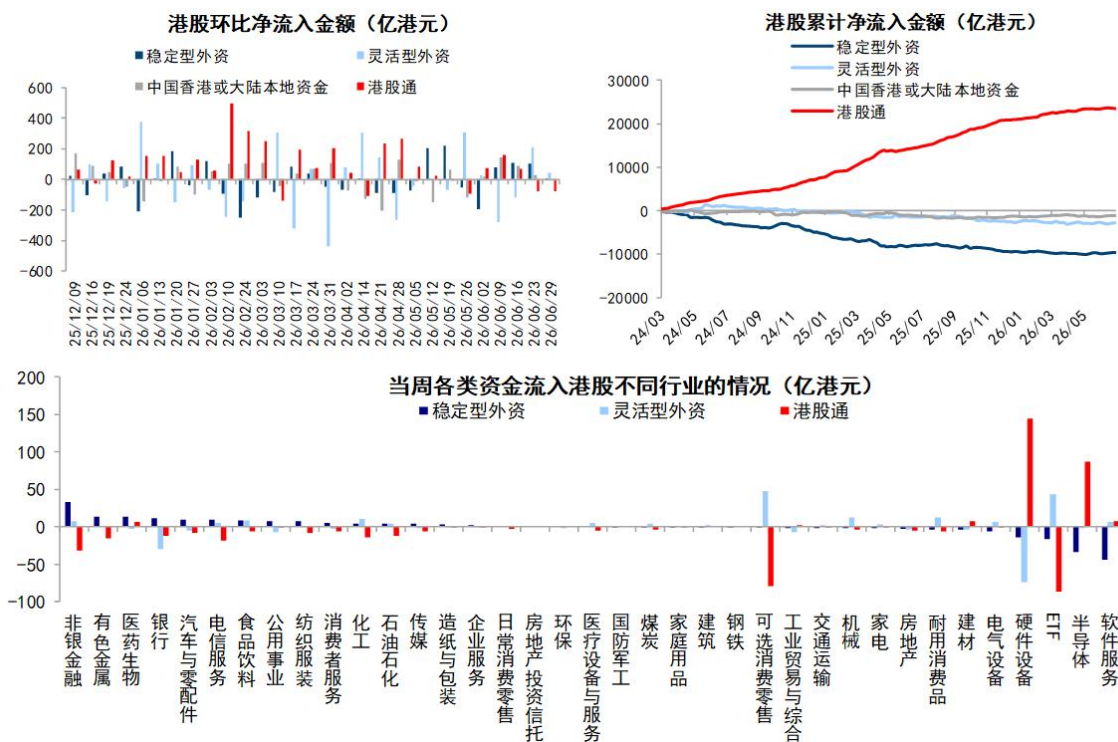 港股环比净流入金额（亿港元）
稳定型外资
灵活型外资
中国香港或大陆本地资金
港股通
600
400
200
0
-200
-400
-600
25/12/09
25/12/16
25/12/19
25/12/24
26/01/06
26/01/13
26/01/20
26/01/27
26/02/03
26/02/10
26/02/24
26/03/03
26/03/10
26/03/17
26/03/24
26/03/31
26/04/02
26/04/14
26/04/21
26/04/28
26/05/05
26/05/12
26/05/19
26/05/26
26/06/02
26/06/09
26/06/16
26/06/23
26/06/29
港股累计净流入金额（亿港元）
稳定型外资
灵活型外资
中国香港或大陆本地资金
港股通
30000
20000
10000
0
-10000
-20000
24/03
24/05
24/07
24/09
24/11
25/01
25/03
25/05
25/07
25/09
25/11
26/01
26/03
26/05
当周各类资金流入港股不同行业的情况（亿港元）
稳定型外资
灵活型外资
港股通
200
150
100
50
0
-50
-100
非银金融
有色金属
医药生物
银行
汽车与零配件
电信服务
食品饮料
公用事业
纺织服装
消费者服务
化工
石油石化
传媒
造纸与包装
企业服务
日常消费零售
房地产投资信托
环保
医疗设备与服务
国防军工
煤炭
家庭用品
建筑
钢铁
可选消费零售
工业贸易与综合
交通运输
机械
家电
房地产
耐用消费品
建材
电气设备
硬件设备
ETF
半导体
软件服务